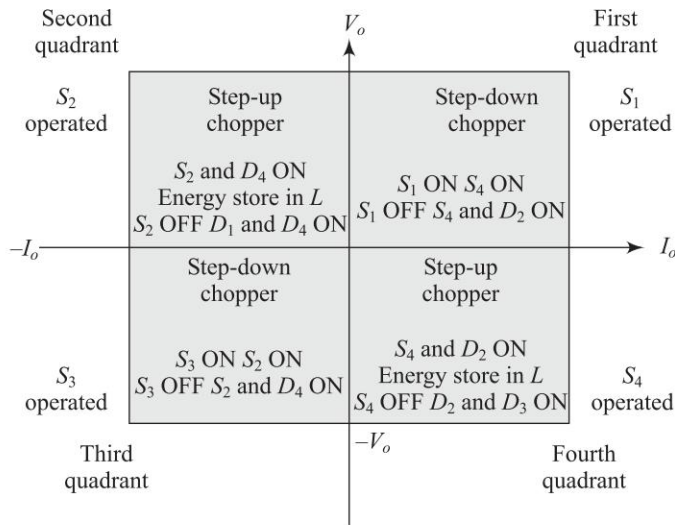 Second
quadrant
V_o
First
quadrant
S_2
operated
Step-up
chopper
Step-down
chopper
S_1
operated
S_2 and D_4 ON
Energy store in L
S_2 OFF D_1 and D_4 ON
S_1 ON S_4 ON
S_1 OFF S_4 and D_2 ON
–I_o
I_o
Step-down
chopper
Step-up
chopper
S_3
operated
S_3 ON S_2 ON
S_3 OFF S_2 and D_4 ON
S_4 and D_2 ON
Energy store in L
S_4 OFF D_2 and D_3 ON
S_4
operated
Third
quadrant
–V_o
Fourth
quadrant